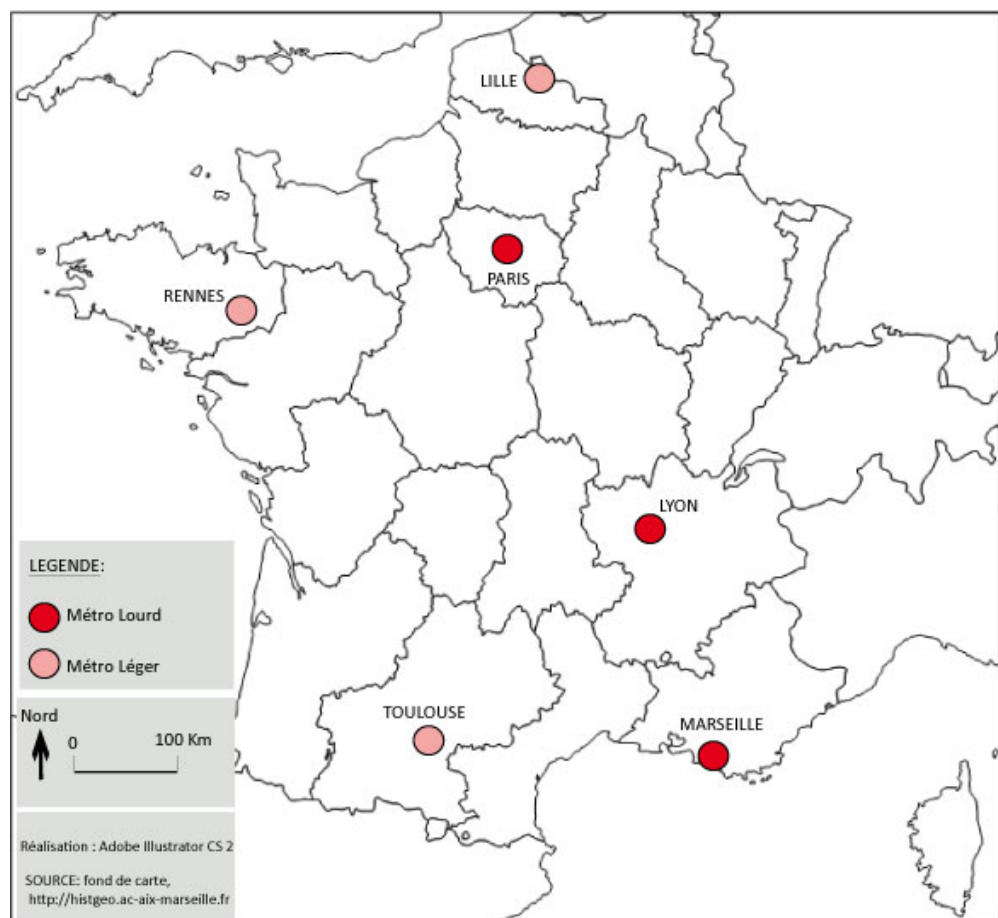 LILLE
PARIS
RENNES
LYON
LEGENDE:
Métro Lourd
Métro Léger
TOULOUSE
MARSEILLE
Nord
0 100 Km
Réalisation : Adobe Illustrator CS 2
SOURCE: fond de carte,
http://histgeo.ac-aix-marseille.fr